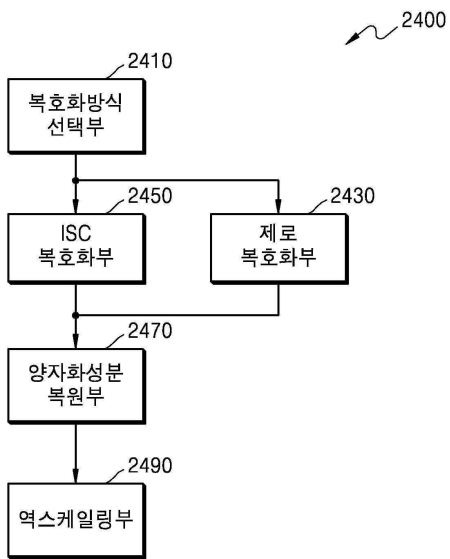 2400
2410
복호화방식
선택부
2450
ISC
복호화부
2430
제로
복호화부
2470
양자화성분
복원부
2490
역스케일링부